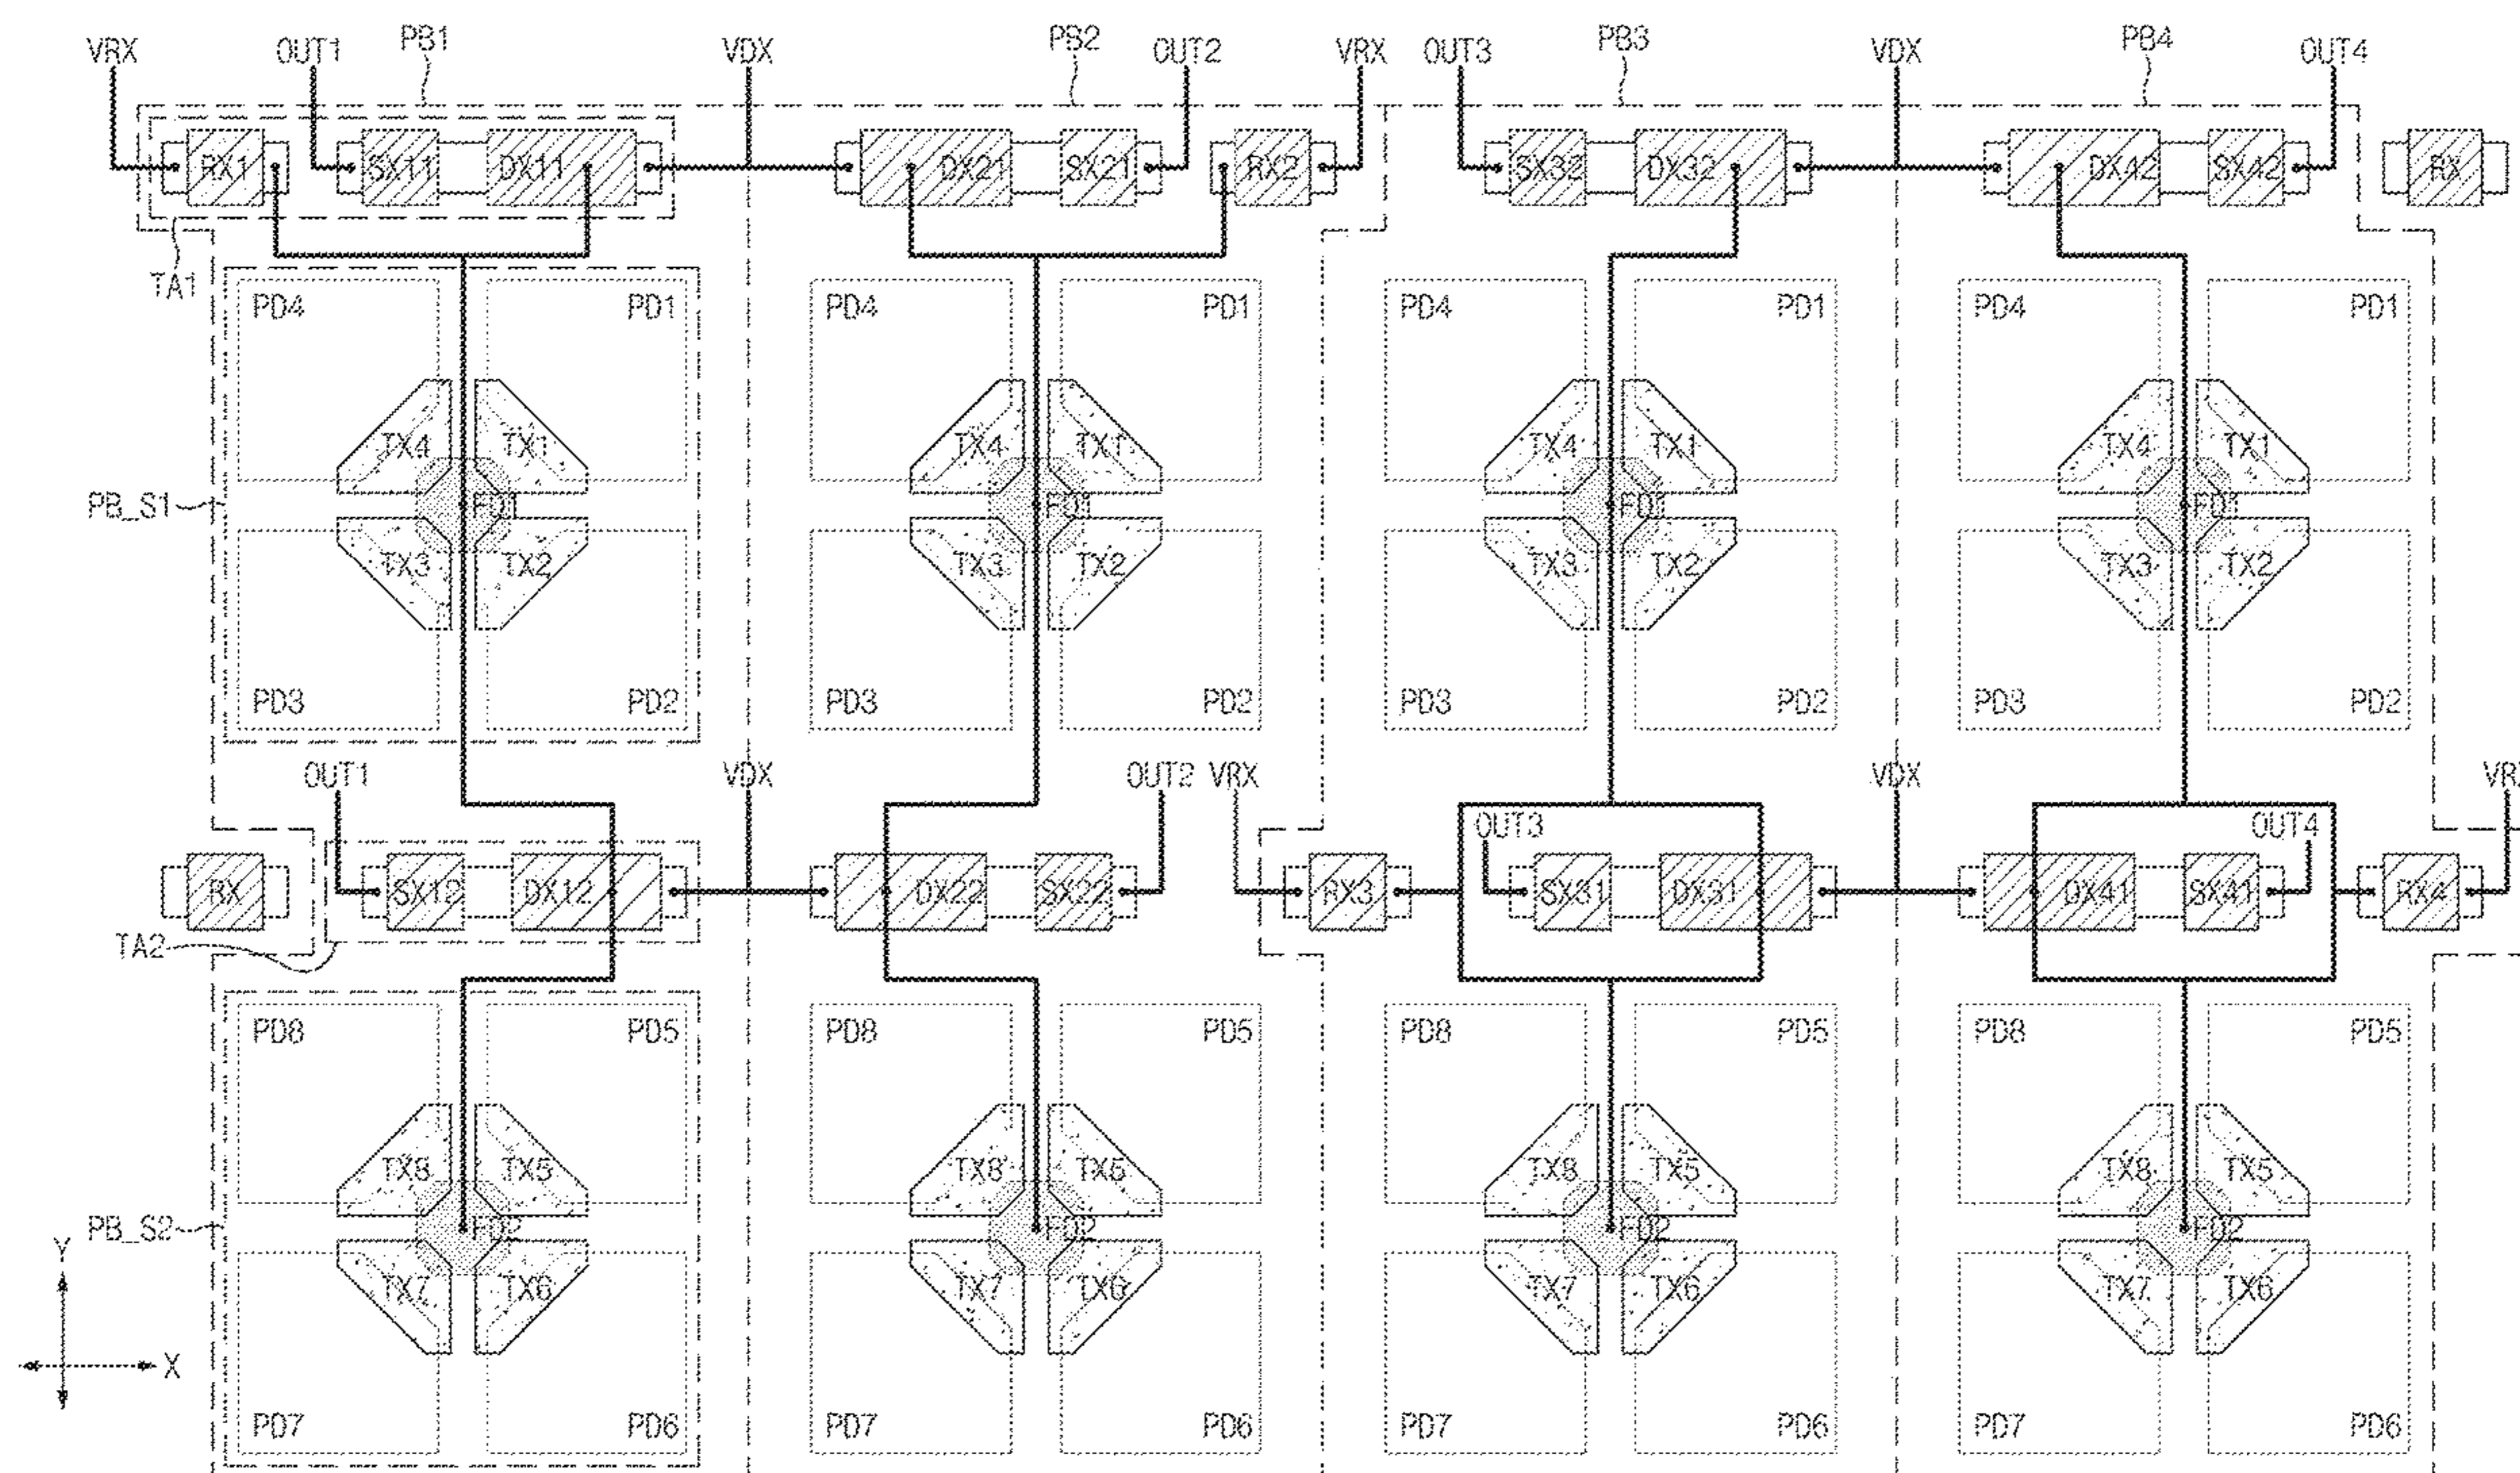 VRX OUT1 PB1 VDX PB2 OUT2 VRX OUT3 PB3 VDX PB4 OUT4
RX1 SX11 DX11 DX21 SX21 RX2 SX32 DX32 DX42 SX42 RX
TA1
PD4 PD1 PD4 PD1 PD4 PD1 PD4 PD1
TX4 TX1 TX4 TX1 TX4 TX1 TX4 TX1
PB_S1 FD1 FD1 FD1 FD1
TX3 TX2 TX3 TX2 TX3 TX2 TX3 TX2
PD3 PD2 PD3 PD2 PD3 PD2 PD3 PD2
OUT1 VDX OUT2 VRX VDX
OUT3 OUT4
RX SX12 DX12 DX22 SX22 RX3 SX31 DX31 DX41 SX41 RX4
TA2
PD8 PD5 PD8 PD5 PD8 PD5 PD8 PD5
TX8 TX5 TX8 TX5 TX8 TX5 TX8 TX5
PB_S2 FD2 FD2 FD2 FD2
Y
TX7 TX6 TX7 TX6 TX7 TX6 TX7 TX6
X
PD7 PD6 PD7 PD6 PD7 PD6 PD7 PD6